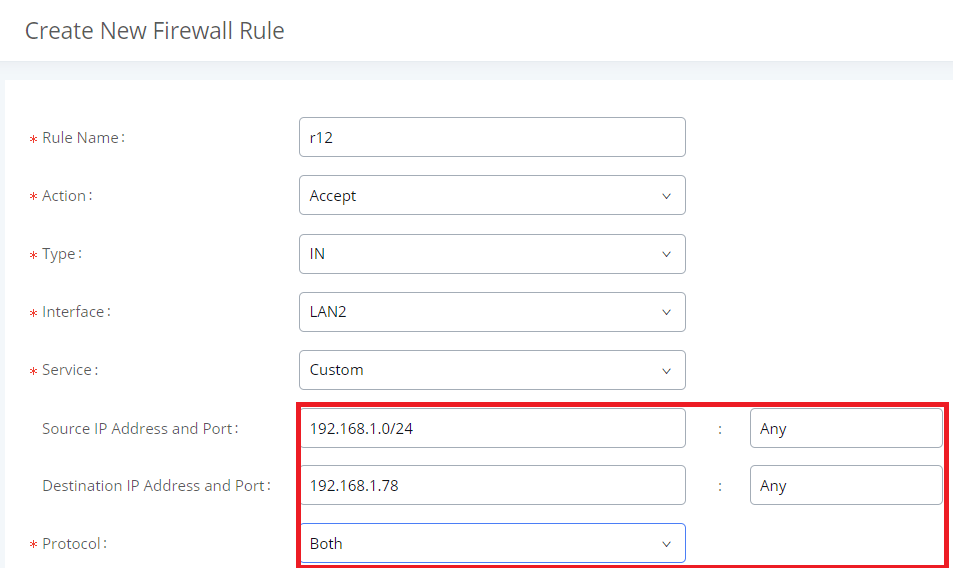 Create New Firewall Rule
* Rule Name: r12
* Action: Accept
* Type: IN
* Interface: LAN2
* Service: Custom
Source IP Address and Port: 192.168.1.0/24 : Any
Destination IP Address and Port: 192.168.1.78 : Any
* Protocol: Both